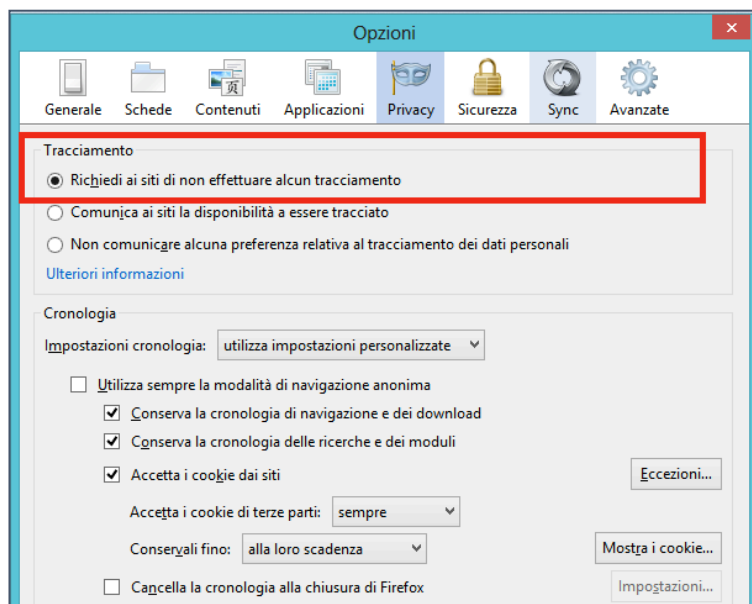 Opzioni
Generale Schede Contenuti Applicazioni Privacy Sicurezza Sync Avanzate
Tracciamento
Richiedi ai siti di non effettuare alcun tracciamento
Comunica ai siti la disponibilità a essere tracciato
Non comunicare alcuna preferenza relativa al tracciamento dei dati personali
Ulteriori informazioni
Cronologia
Impostazioni cronologia: utilizza impostazioni personalizzate
Utilizza sempre la modalità di navigazione anonima
Conserva la cronologia di navigazione e dei download
Conserva la cronologia delle ricerche e dei moduli
Accetta i cookie dai siti Eccezioni...
Accetta i cookie di terze parti: sempre
Conservali fino: alla loro scadenza Mostra i cookie...
Cancella la cronologia alla chiusura di Firefox Impostazioni...